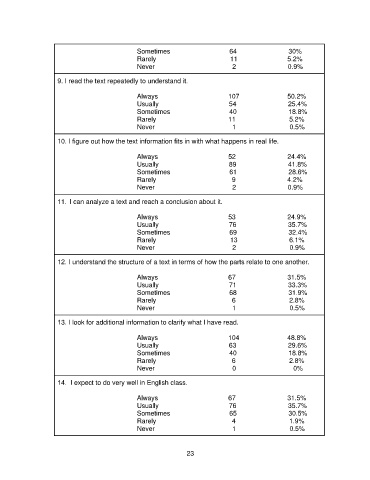 Sometimes 64 30%
Rarely 11 5.2%
Never 2 0.9%
9. I read the text repeatedly to understand it.
Always 107 50.2%
Usually 54 25.4%
Sometimes 40 18.8%
Rarely 11 5.2%
Never 1 0.5%
10. I figure out how the text information fits in with what happens in real life.
Always 52 24.4%
Usually 89 41.8%
Sometimes 61 28.6%
Rarely 9 4.2%
Never 2 0.9%
11. I can analyze a text and reach a conclusion about it.
Always 53 24.9%
Usually 76 35.7%
Sometimes 69 32.4%
Rarely 13 6.1%
Never 2 0.9%
12. I understand the structure of a text in terms of how the parts relate to one another.
Always 67 31.5%
Usually 71 33.3%
Sometimes 68 31.9%
Rarely 6 2.8%
Never 1 0.5%
13. I look for additional information to clarify what I have read.
Always 104 48.8%
Usually 63 29.6%
Sometimes 40 18.8%
Rarely 6 2.8%
Never 0 0%
14. I expect to do very well in English class.
Always 67 31.5%
Usually 76 35.7%
Sometimes 65 30.5%
Rarely 4 1.9%
Never 1 0.5%
23